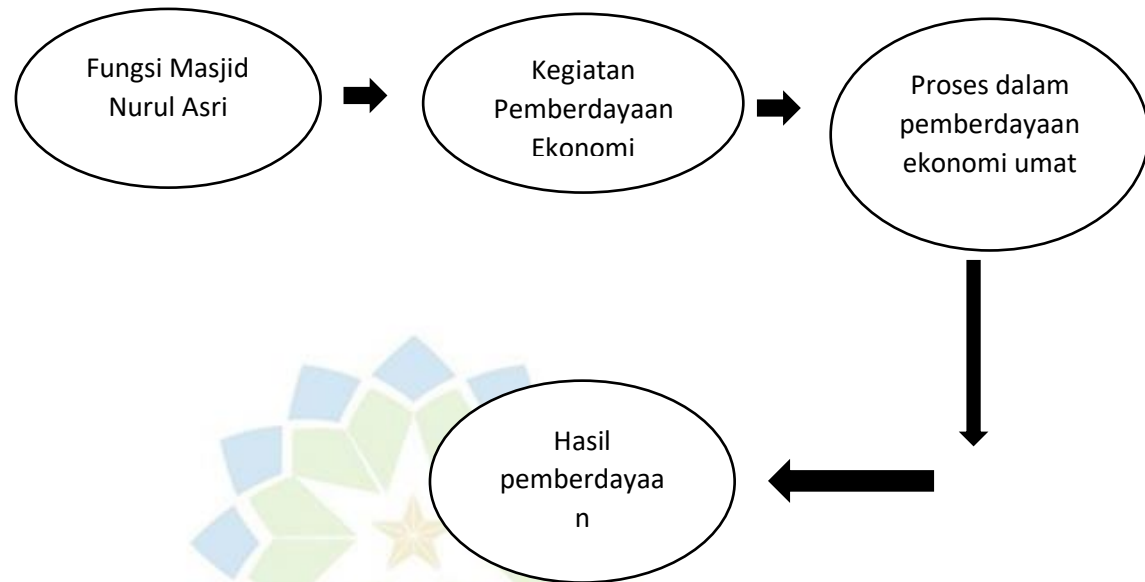 Fungsi Masjid
Nurul Asri
Kegiatan
Pemberdayaan
Ekonomi
Proses dalam
pemberdayaan
ekonomi umat
Hasil
pemberdayaa
n